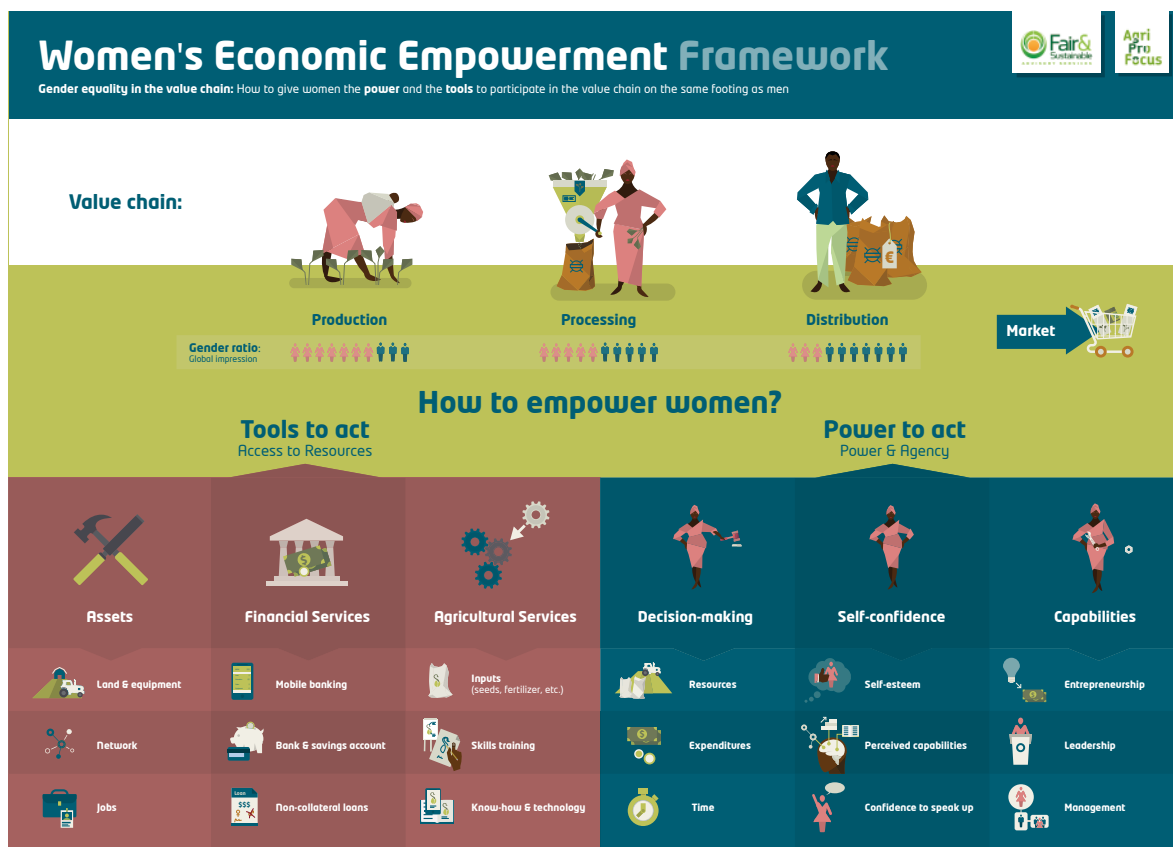 Women's Economic Empowerment Framework
Gender equality in the value chain: How to give women the power and the tools to participate in the value chain on the same footing as men
Fair&
Sustainable
ADVISORY SERVICES
Agri
Pro
Focus
Value chain:
€
Production
Processing
Distribution
Market
Gender ratio:
Global impression
How to empower women?
Tools to act
Access to Resources
Power to act
Power & Agency
$
Assets
Financial Services
Agricultural Services
Decision-making
Self-confidence
Capabilities
Land & equipment
Mobile banking
Inputs
(seeds, fertilizer, etc.)
Resources
Self-esteem
Entrepreneurship
Network
Bank & savings account
Skills training
$
Expenditures
Perceived capabilities
Leadership
Jobs
Loan
$$$
Non-collateral loans
Know-how & technology
Time
Confidence to speak up
Management